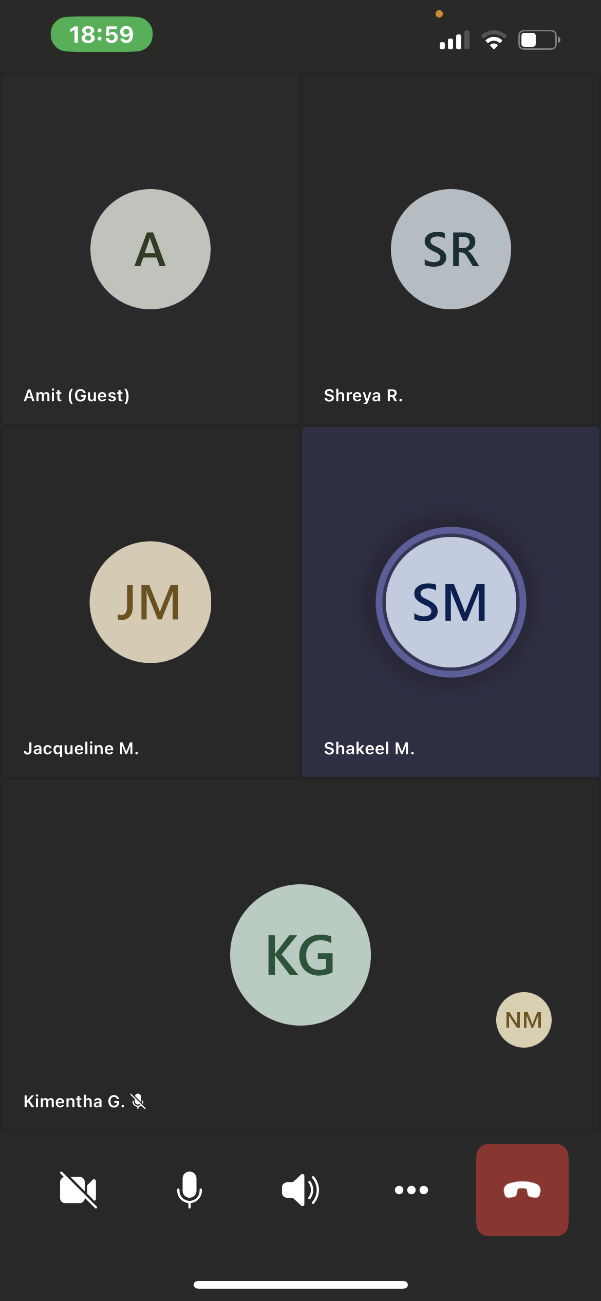 18:59
A
SR
Amit (Guest)
Shreya R.
JM
SM
Jacqueline M.
Shakeel M.
KG
NM
Kimentha G.